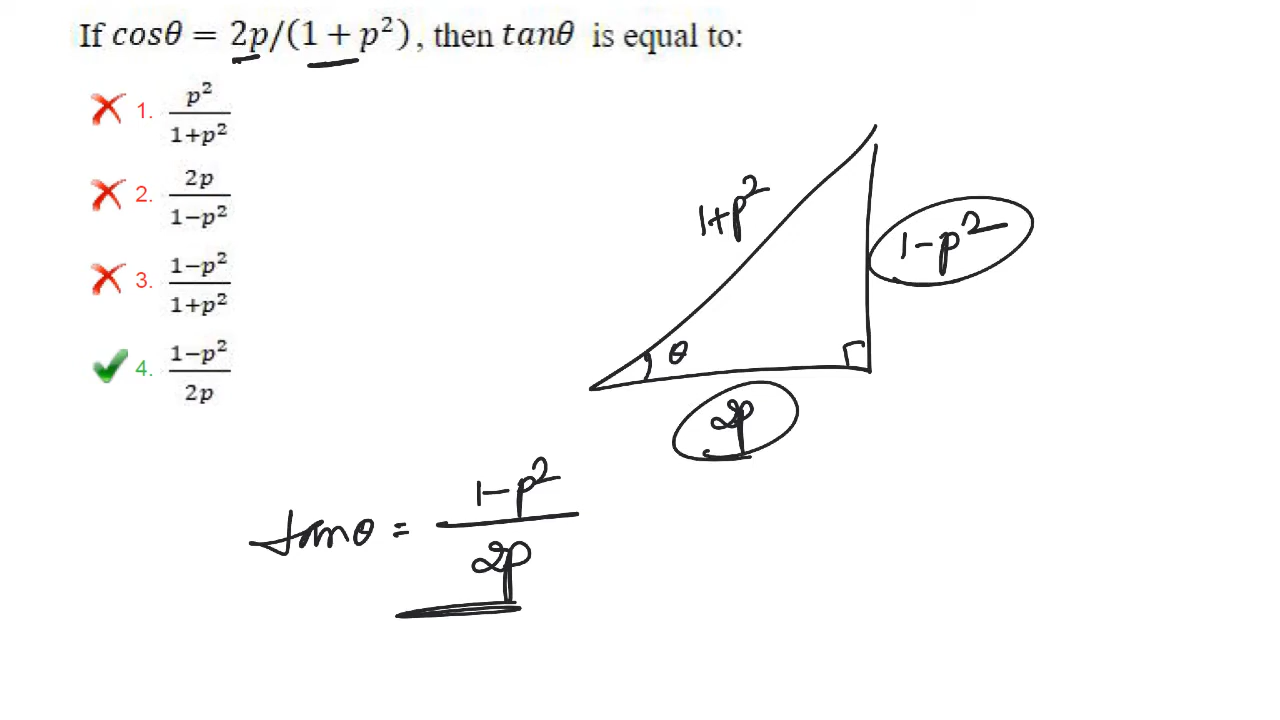 If cosθ = 2p/(1 + p²), then tanθ is equal to:
1. p²/1+p²
2. 2p/1−p²
3. 1−p²/1+p²
4. 1−p²/2p
1+p²
1−p²
θ
2p
tanθ = 1−p²/2p